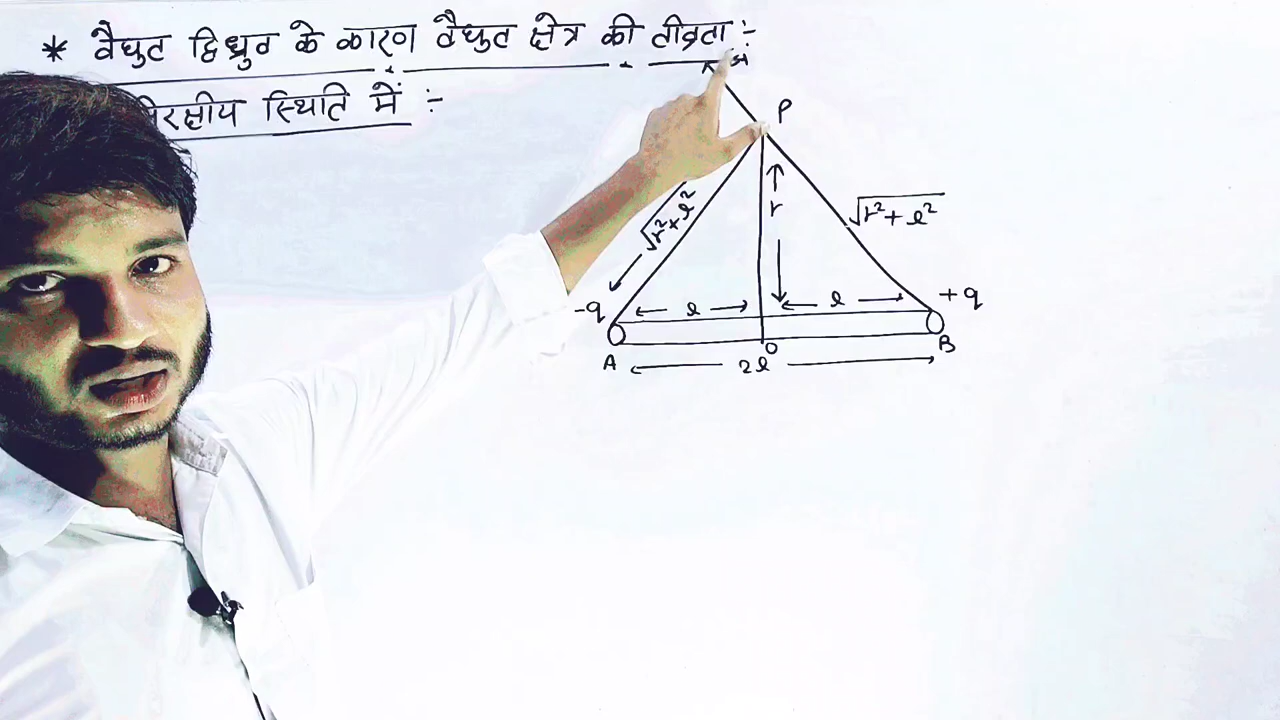 * वैद्युत द्विध्रुव के कारण वैद्युत क्षेत्र की तीव्रता :-
स्थिति में :-
P
√r²+l²
r
√r²+l²
-q
l
l
+q
A
O
B
2l